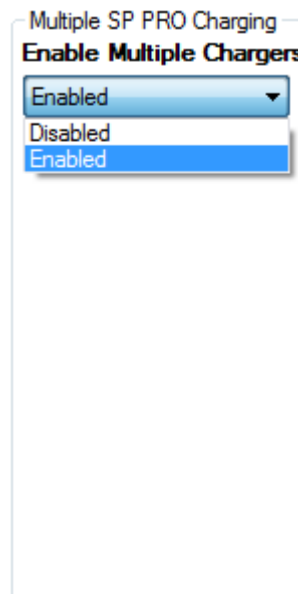 Multiple SP PRO Charging
Enable Multiple Chargers
Enabled
Disabled
Enabled